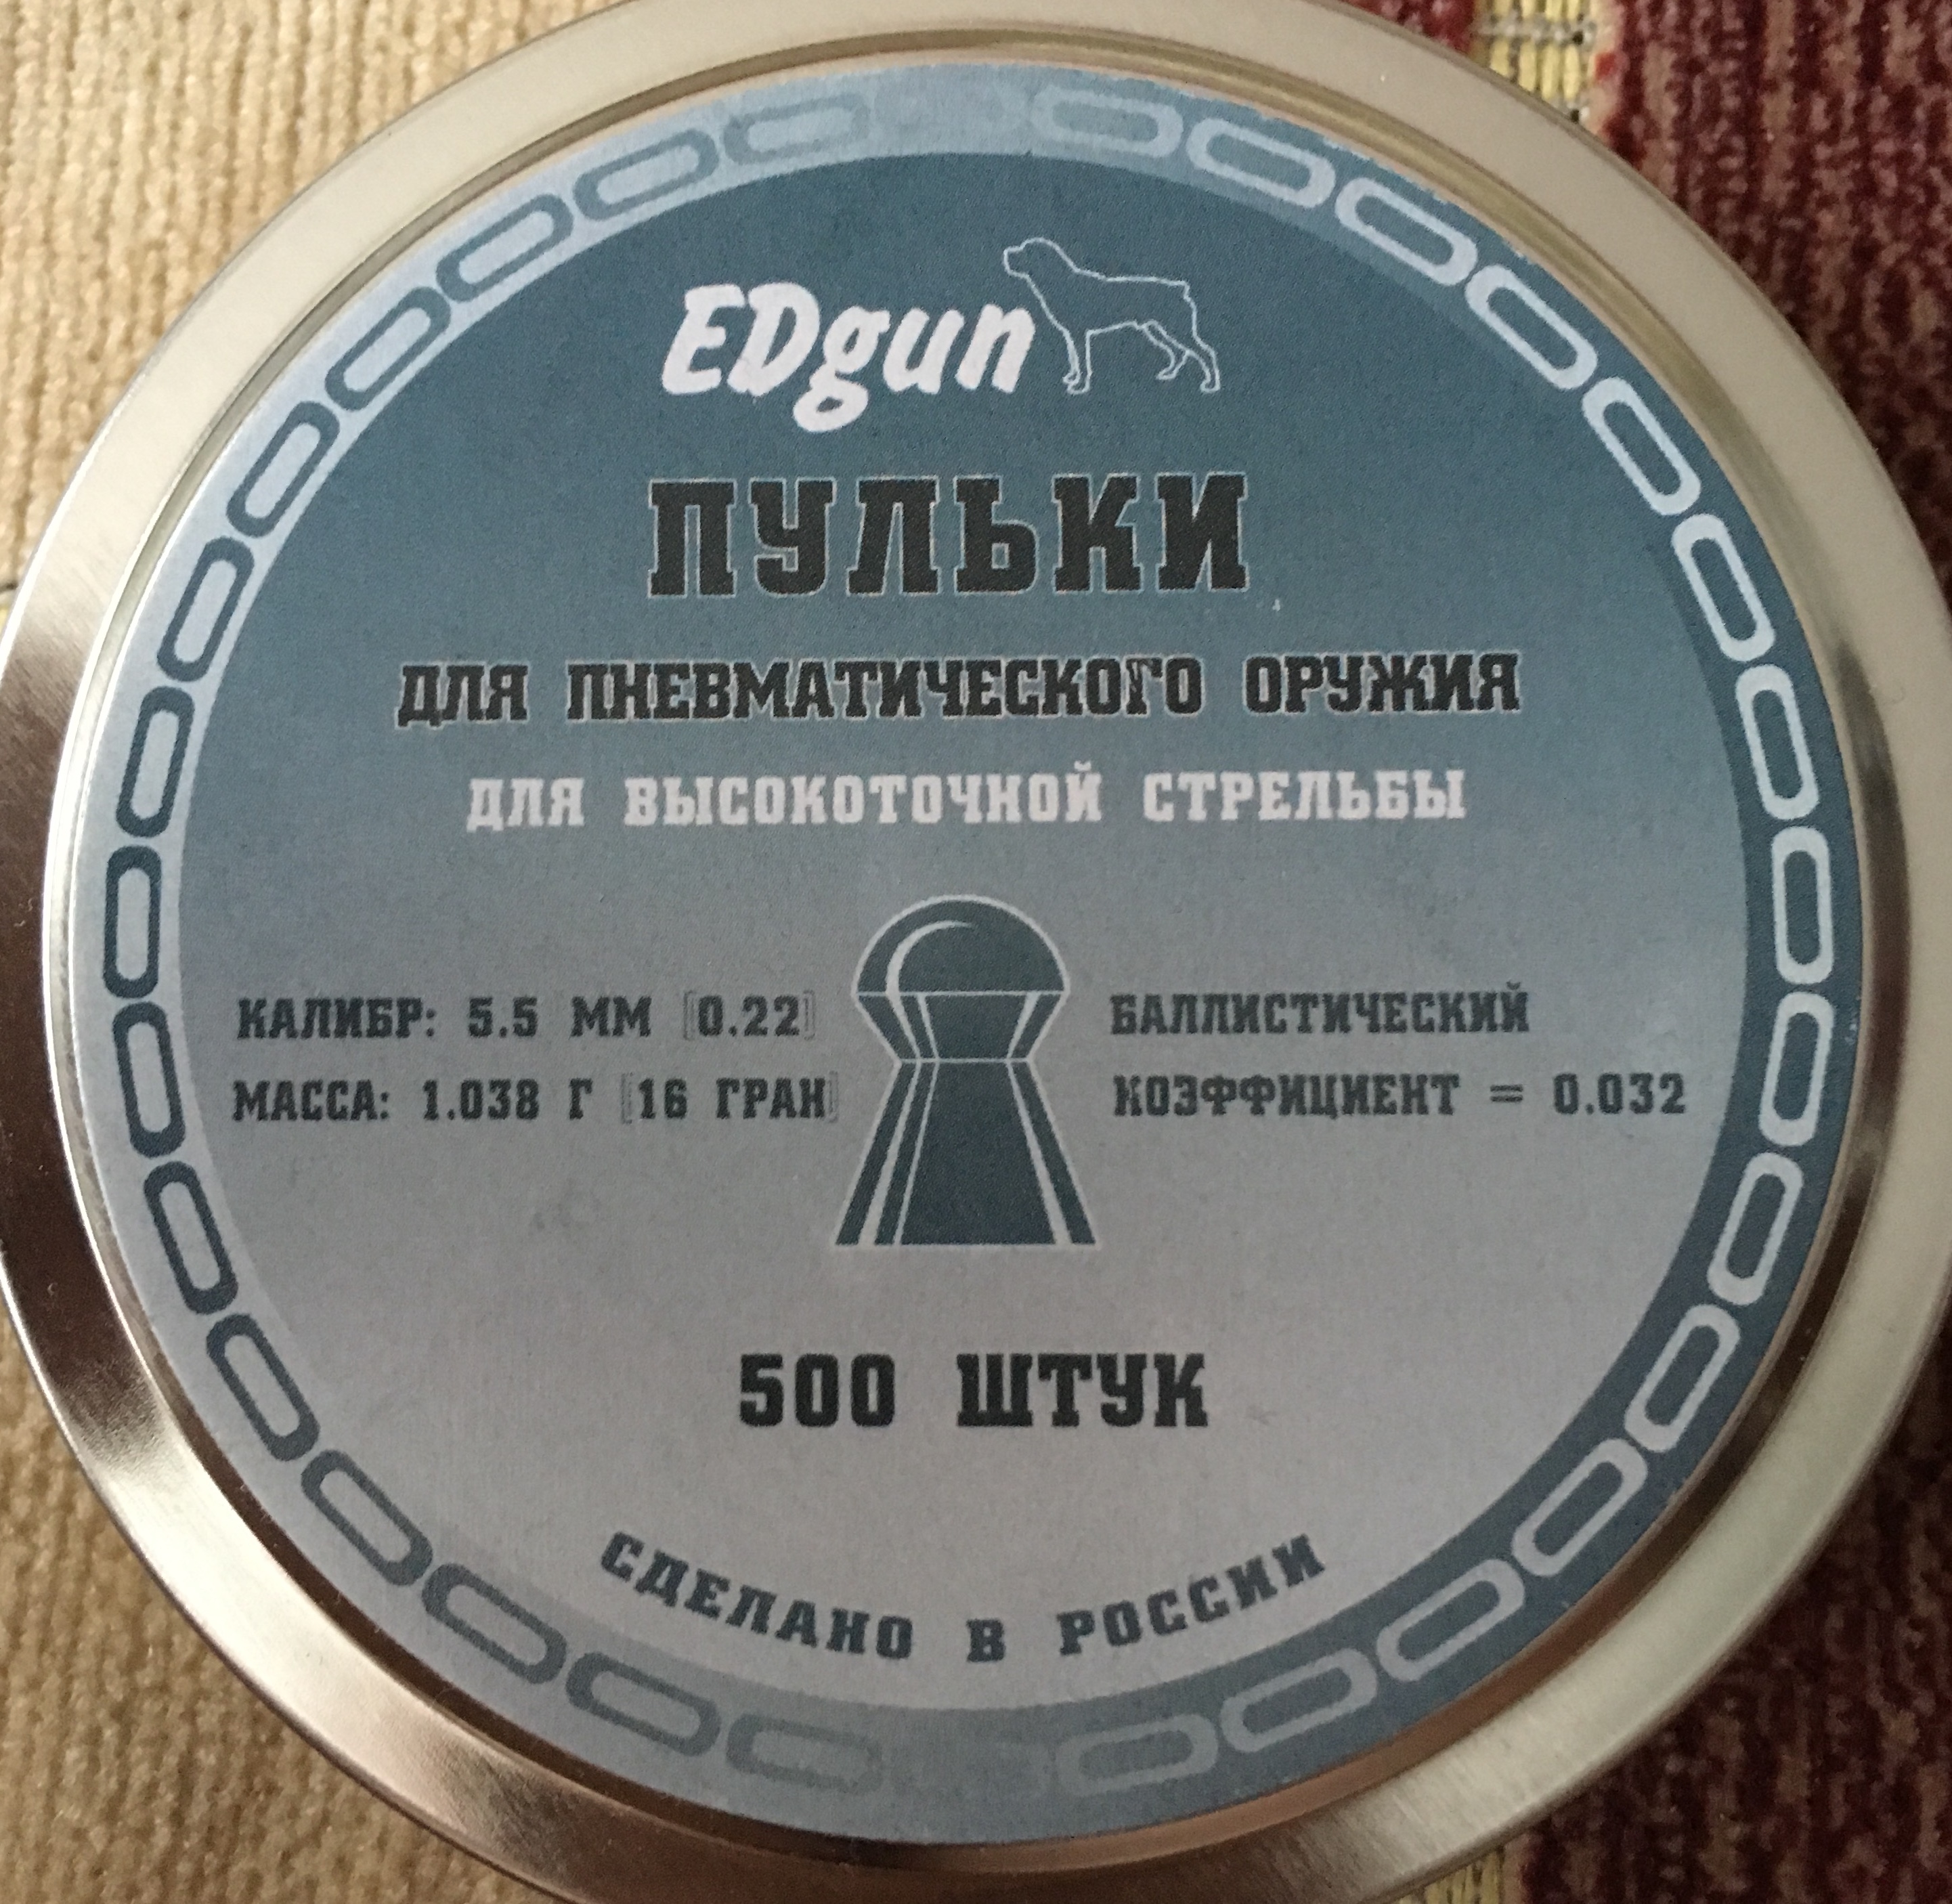 EDgun
ПУЛЬКИ
ДЛЯ ПНЕВМАТИЧЕСКОГО ОРУЖИЯ
ДЛЯ ВЫСОКОТОЧНОЙ СТРЕЛЬБЫ
КАЛИБР: 5.5 ММ [0.22]
МАССА: 1.038 Г [16 ГРАН]
БАЛЛИСТИЧЕСКИЙ
КОЭФФИЦИЕНТ = 0.032
500 ШТУК
СДЕЛАНО В РОССИИ